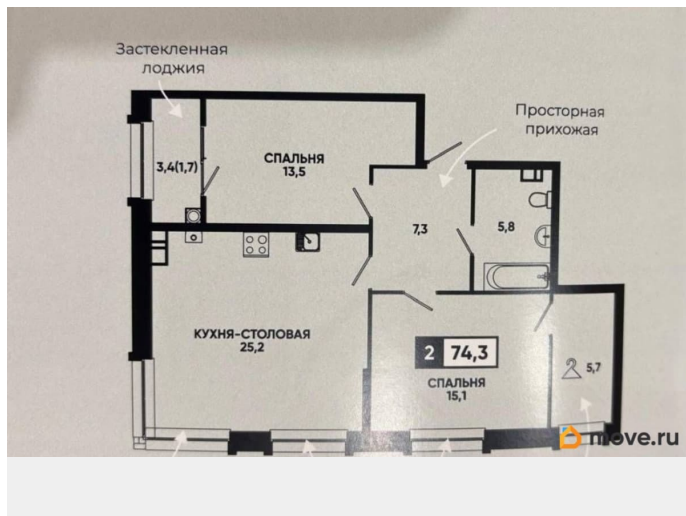 Застекленная
лоджия
Просторная
прихожая
3,4(1,7)
СПАЛЬНЯ
13,5
7,3
5,8
КУХНЯ-СТОЛОВАЯ
25,2
2 74,3
СПАЛЬНЯ
15,1
5,7
move.ru